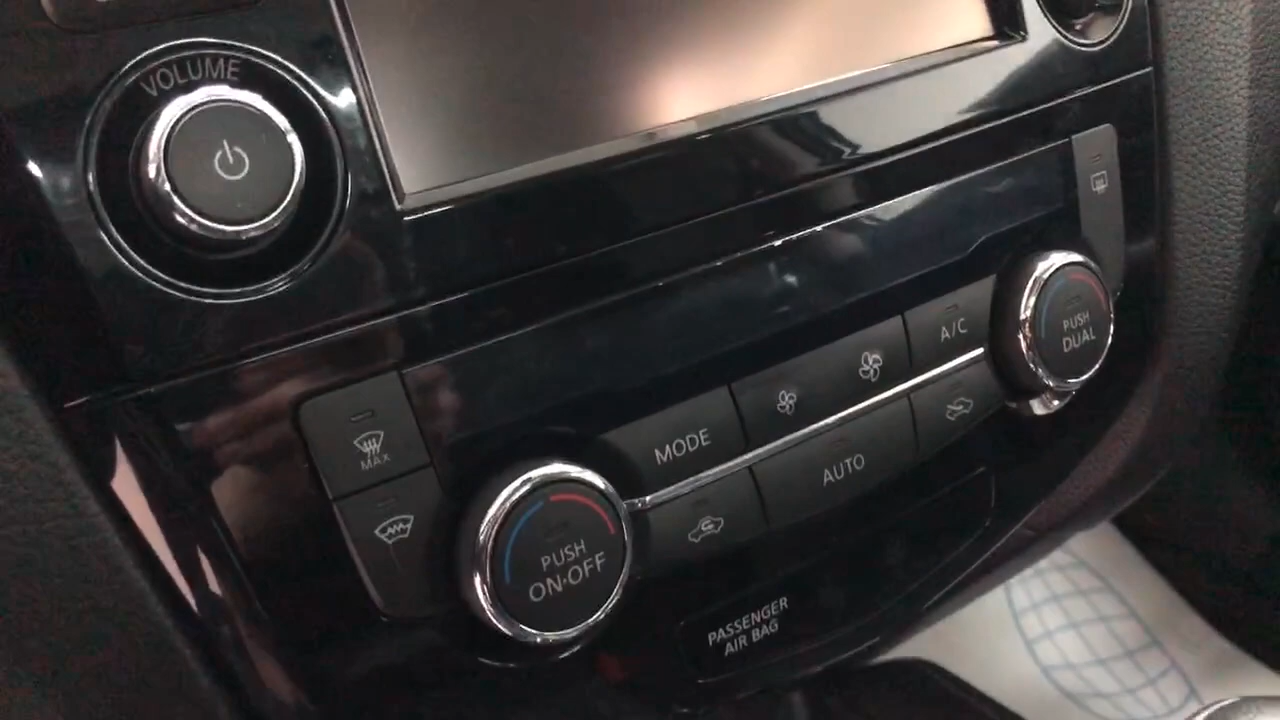 VOLUME
A/C
PUSH
DUAL
MODE
MAX
AUTO
PUSH
ON·OFF
PASSENGER
AIR BAG